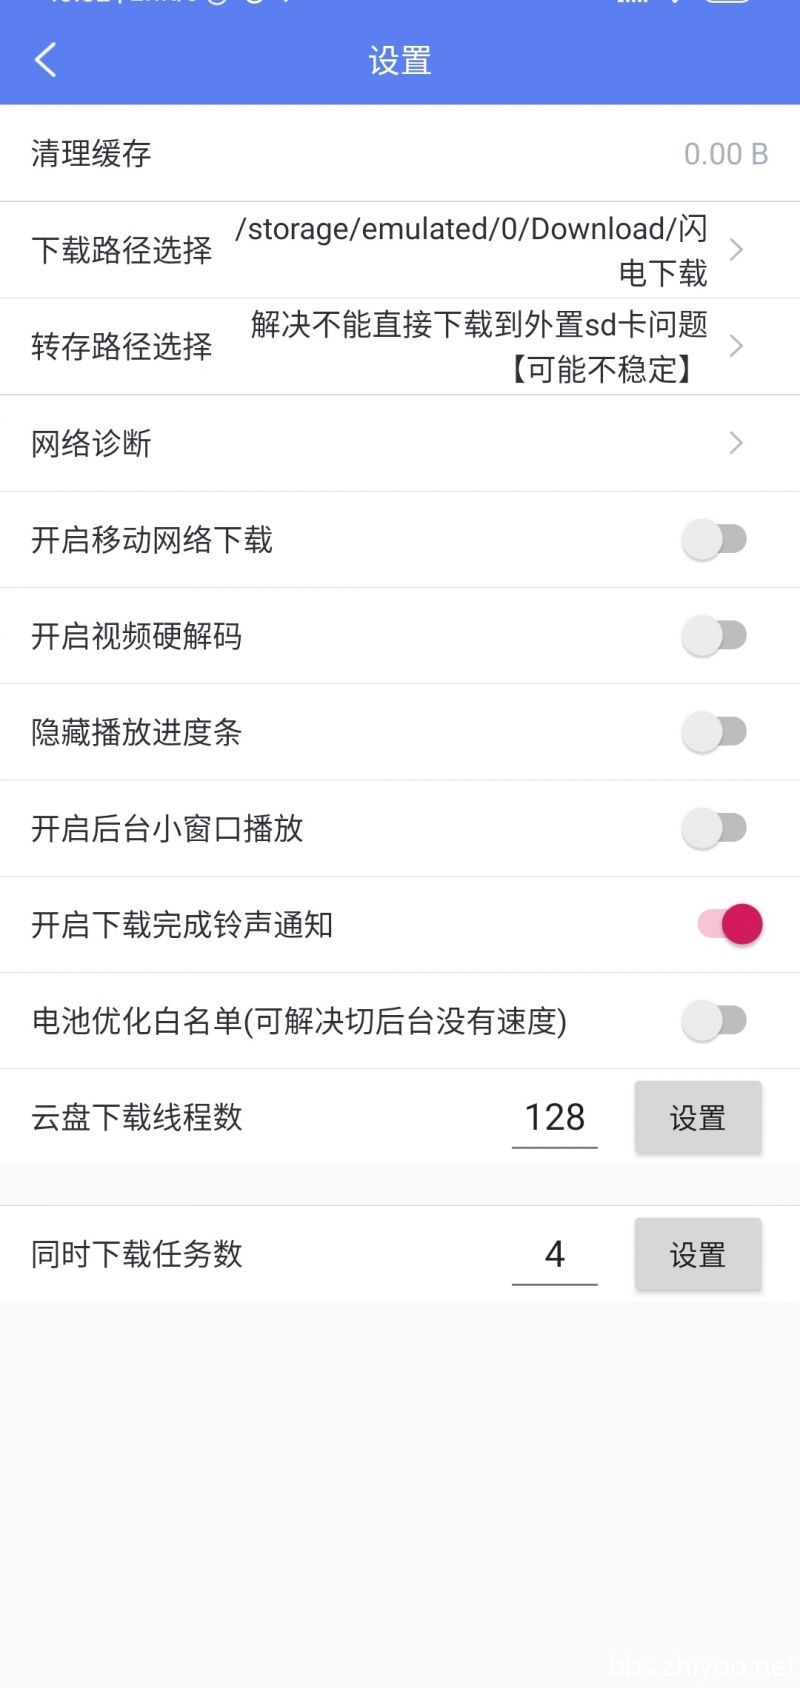 设置
清理缓存
0.00 B
下载路径选择
/storage/emulated/0/Download/闪
电下载
转存路径选择
解决不能直接下载到外置sd卡问题
【可能不稳定】
网络诊断
开启移动网络下载
开启视频硬解码
隐藏播放进度条
开启后台小窗口播放
开启下载完成铃声通知
电池优化白名单(可解决切后台没有速度)
云盘下载线程数
128
设置
同时下载任务数
4
设置
bbs.zhiyoo.net